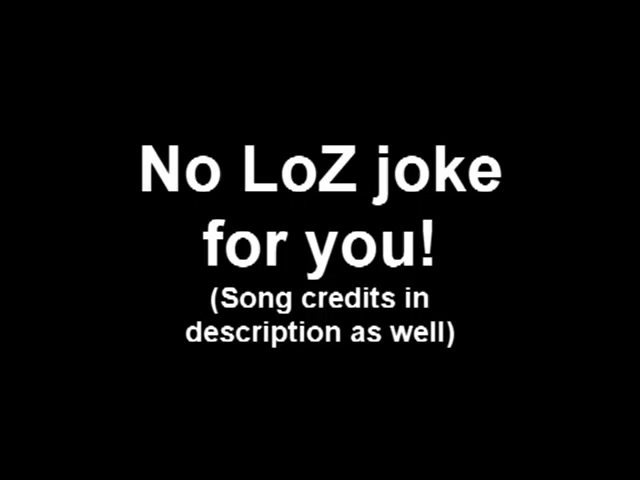 No LoZ joke
for you!
(Song credits in
description as well)